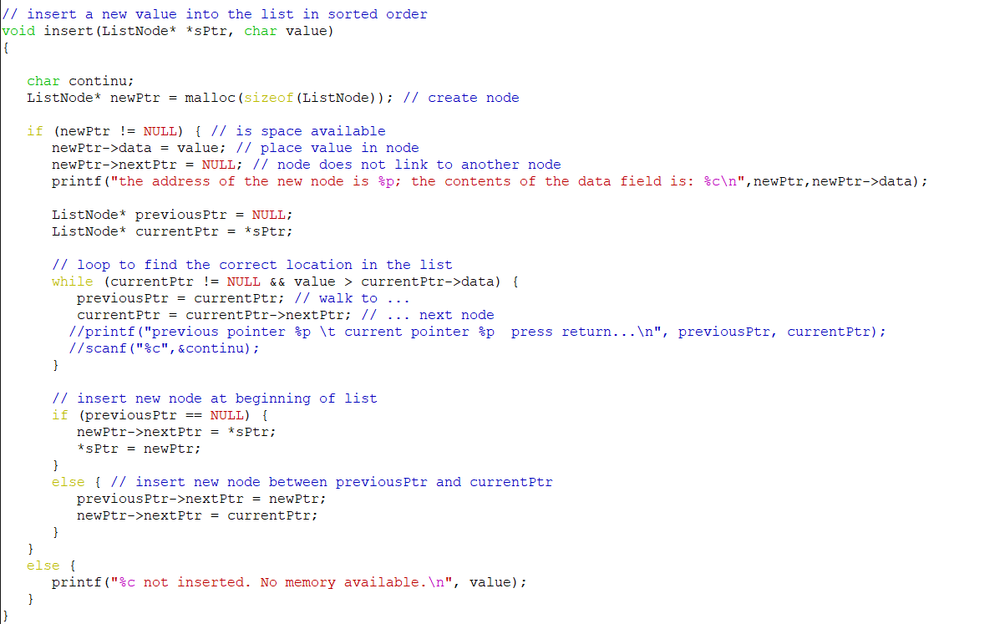 // insert a new value into the list in sorted order
void insert(ListNode* *sPtr, char value)
{
char continu;
ListNode* newPtr = malloc(sizeof(ListNode)); // create node
if (newPtr != NULL) { // is space available
newPtr->data = value; // place value in node
newPtr->nextPtr = NULL; // node does not link to another node
printf("the address of the new node is %p; the contents of the data field is: %c\n",newPtr,newPtr->data);
ListNode* previousPtr = NULL;
ListNode* currentPtr = *sPtr;
// loop to find the correct location in the list
while (currentPtr != NULL && value > currentPtr->data) {
previousPtr = currentPtr; // walk to ...
currentPtr = currentPtr->nextPtr; // ... next node
//printf("previous pointer %p \t current pointer %p  press return...\n", previousPtr, currentPtr);
//scanf("%c",&continu);
}
// insert new node at beginning of list
if (previousPtr == NULL) {
newPtr->nextPtr = *sPtr;
*sPtr = newPtr;
}
else { // insert new node between previousPtr and currentPtr
previousPtr->nextPtr = newPtr;
newPtr->nextPtr = currentPtr;
}
}
else {
printf("%c not inserted. No memory available.\n", value);
}
}